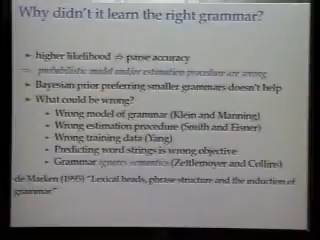 Why didn't it learn the right grammar?
higher likelihood ⇏ parse accuracy
⇒ probabilistic model and/or estimation procedure are wrong
Bayesian prior preferring smaller grammars doesn't help
What could be wrong?
Wrong model of grammar (Klein and Manning)
Wrong estimation procedure (Smith and Eisner)
Wrong training data (Yang)
Predicting word strings is wrong objective
Grammar ignores semantics (Zettlemoyer and Collins)
de Marken (1995) "Lexical heads, phrase structure and the induction of
grammar"